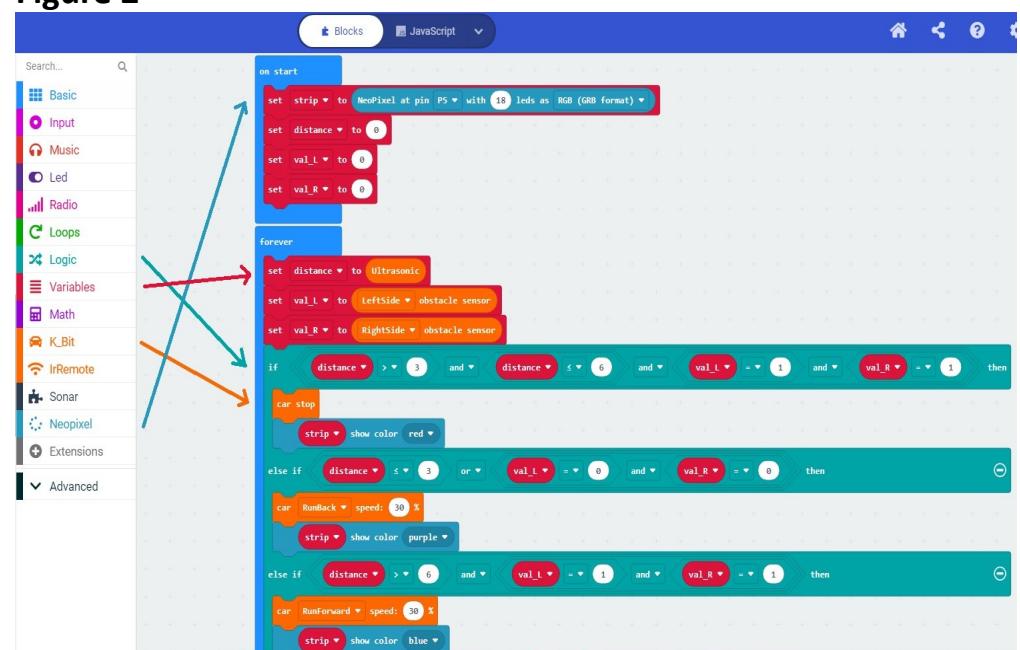 Figure 2
Blocks JavaScript
Search...
Basic
Input
Music
Led
Radio
Loops
Logic
Variables
Math
K_Bit
IrRemote
Sonar
Neopixel
Extensions
Advanced
on start
set strip to NeoPixel at pin P5 with 18 leds as RGB (GRB format)
set distance to 0
set val_L to 0
set val_R to 0
forever
set distance to Ultrasonic
set val_L to LeftSide obstacle sensor
set val_R to RightSide obstacle sensor
if distance > 3 and distance ≤ 6 and val_L = 1 and val_R = 1 then
car stop
strip show color red
else if distance ≤ 3 or val_L = 0 and val_R = 0 then
car RunBack speed: 30 %
strip show color purple
else if distance > 6 and val_L = 1 and val_R = 1 then
car RunForward speed: 30 %
strip show color blue